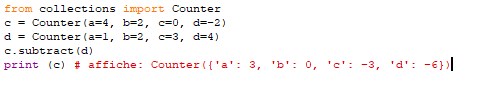 from collections import Counter
c = Counter(a=4, b=2, c=0, d=-2)
d = Counter(a=1, b=2, c=3, d=4)
c.subtract(d)
print (c) # affiche: Counter({'a': 3, 'b': 0, 'c': -3, 'd': -6})